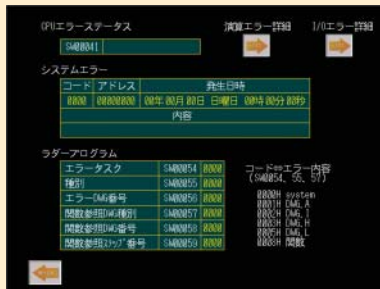 CPUエラーステータス
演算エラー詳細
I/Oエラー詳細
SW00041
システムエラー
コード アドレス 発生日時
0000 00000000 00年00月00日 日曜日 00時00分00秒
内容
ラダープログラム
エラータスク SW00054 0000
種別 SW00055 0000
エラーDWG番号 SW00056 0000
関数参照DWG種別 SW00057 0000
関数参照DWG番号 SW00058 0000
関数参照ステップ番号 SW00059 0000
コード⇔エラー内容
(SW0054, 55, 57)
0000H system
0001H DWG.A
0002H DWG.I
0003H DWG.H
0005H DWG.L
0008H 関数